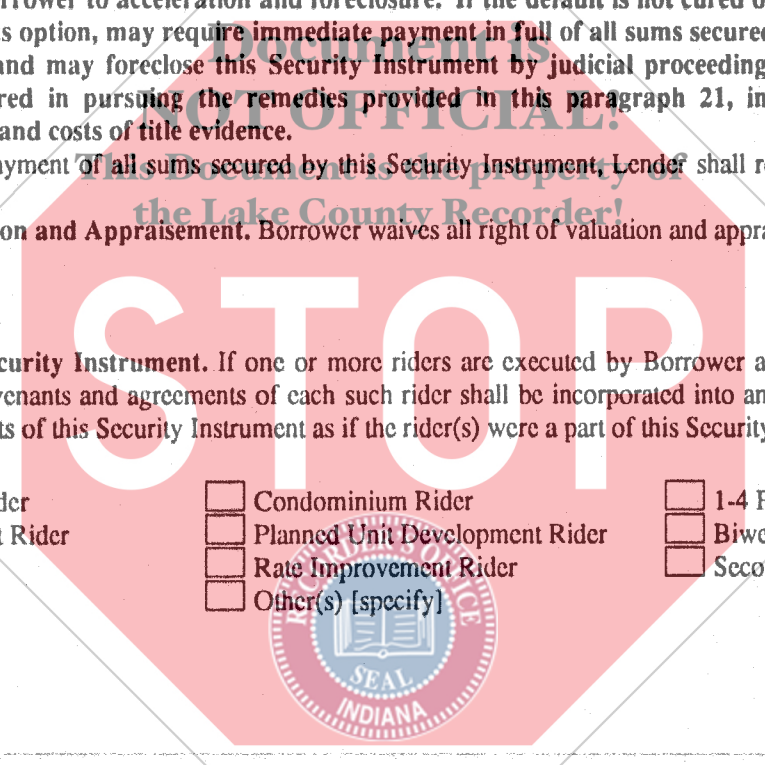 rrower to acceleration and foreclosure. If the default is not cured o
s option, may require immediate payment in full of all sums secured
and may foreclose this Security Instrument by judicial proceeding
red in pursuing the remedies provided in this paragraph 21, in
and costs of title evidence.
ayment of all sums secured by this Security Instrument, Lender shall r
on and Appraisement. Borrower waives all right of valuation and appra
Document is
NOT OFFICIAL!
This Document is the property of
the Lake County Recorder!
STOP
curity Instrument. If one or more riders are executed by Borrower a
venants and agreements of each such rider shall be incorporated into an
ts of this Security Instrument as if the rider(s) were a part of this Security
der
Condominium Rider
1-4 F
t Rider
Planned Unit Development Rider
Biwe
Rate Improvement Rider
Seco
Other(s) [specify]
RECORDER'S OFFICE
SEAL
INDIANA